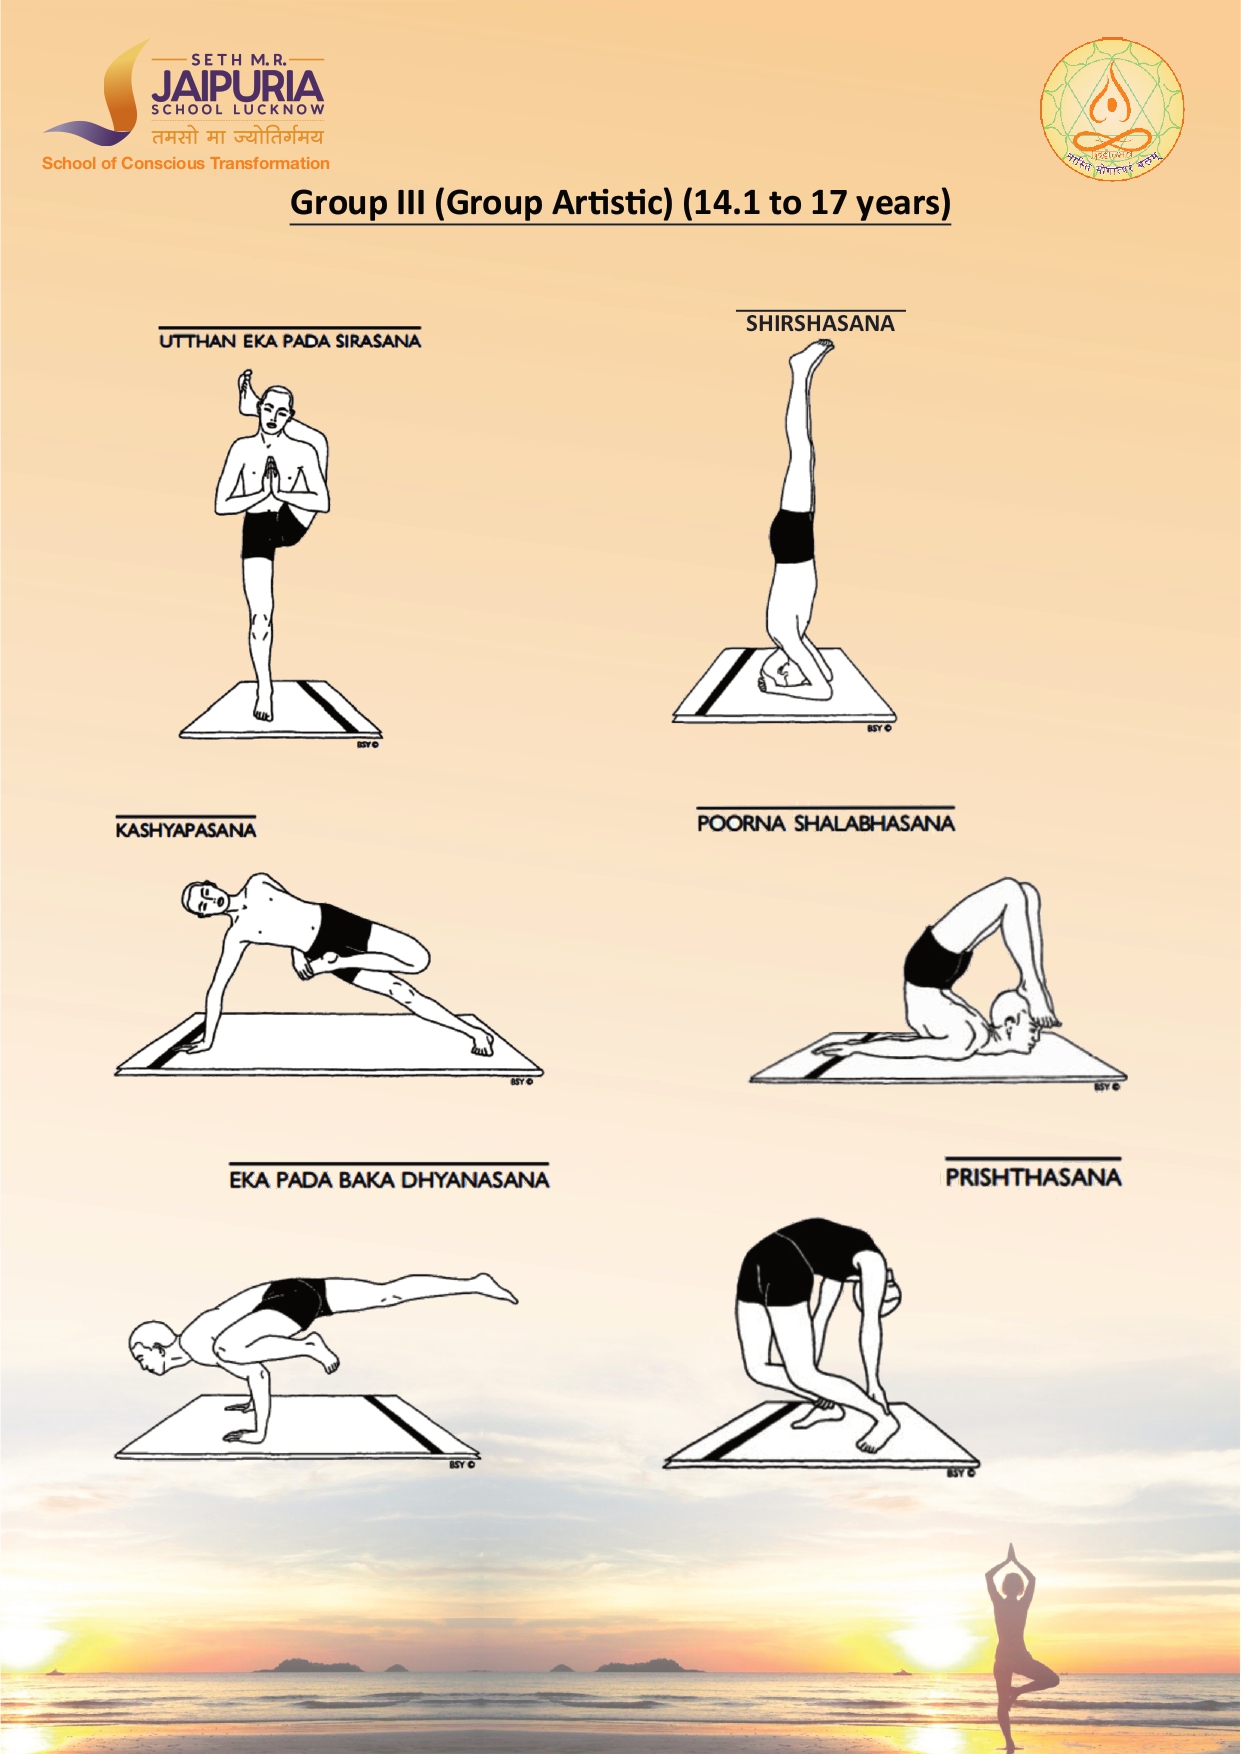 SETH M.R.
JAIPURIA
SCHOOL LUCKNOW
तमसो मा ज्योतिर्गमय
School of Conscious Transformation
नास्ति योगात्परं बलम्
Group III (Group Artistic) (14.1 to 17 years)
UTTHAN EKA PADA SIRASANA
SHIRSHASANA
BSY ©
BSY ©
KASHYAPASANA
POORNA SHALABHASANA
BSY ©
BSY ©
EKA PADA BAKA DHYANASANA
PRISHTHASANA
BSY ©
BSY ©